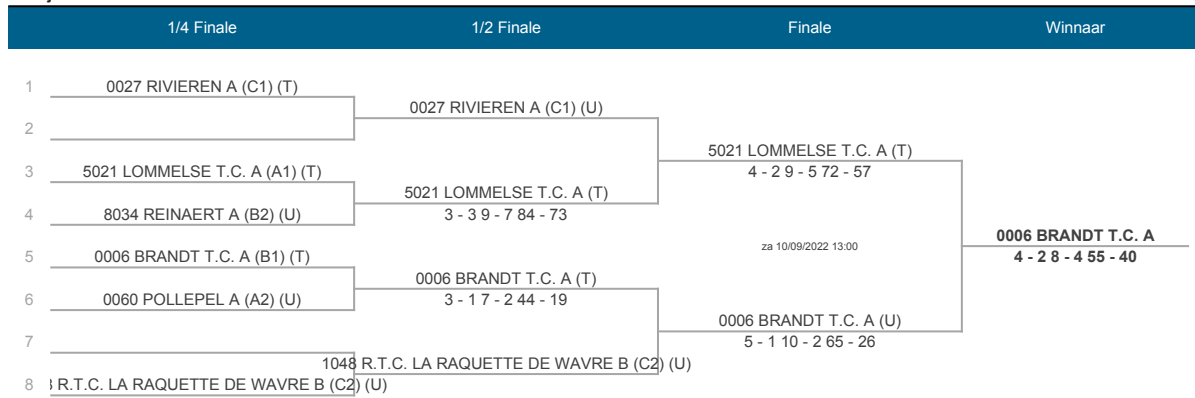 1/4 Finale 1/2 Finale Finale Winnaar
1 0027 RIVIEREN A (C1) (T)
0027 RIVIEREN A (C1) (U)
2
5021 LOMMELSE T.C. A (T)
3 5021 LOMMELSE T.C. A (A1) (T) 4 - 2 9 - 5 72 - 57
5021 LOMMELSE T.C. A (T)
4 8034 REINAERT A (B2) (U) 3 - 3 9 - 7 84 - 73
0006 BRANDT T.C. A
za 10/09/2022 13:00
5 0006 BRANDT T.C. A (B1) (T) 4 - 2 8 - 4 55 - 40
0006 BRANDT T.C. A (T)
6 0060 POLLEPEL A (A2) (U) 3 - 1 7 - 2 44 - 19
0006 BRANDT T.C. A (U)
7 5 - 1 10 - 2 65 - 26
1048 R.T.C. LA RAQUETTE DE WAVRE B (C2) (U)
8 R.T.C. LA RAQUETTE DE WAVRE B (C2) (U)